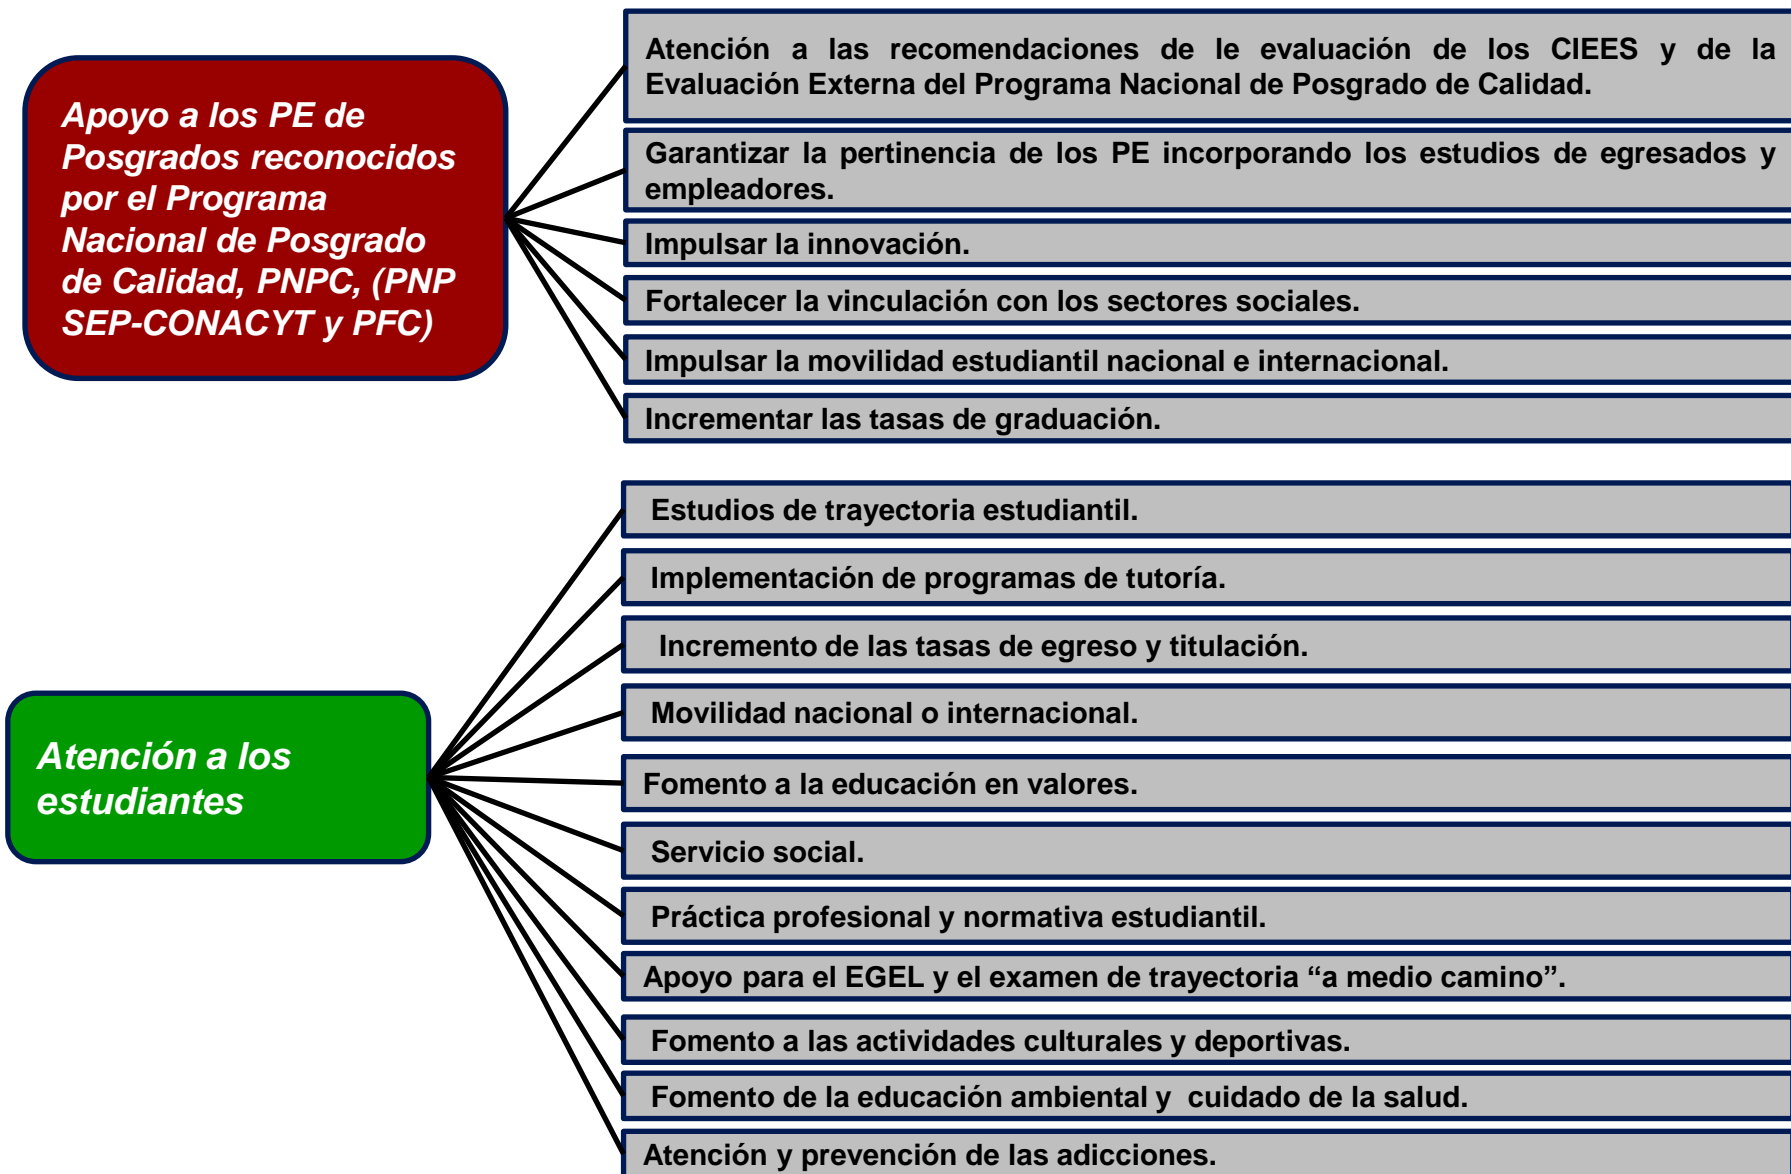 Apoyo a los PE de
Posgrados reconocidos
por el Programa
Nacional de Posgrado
de Calidad, PNPC, (PNP
SEP-CONACYT y PFC)
Atención a las recomendaciones de le evaluación de los CIEES y de la
Evaluación Externa del Programa Nacional de Posgrado de Calidad.
Garantizar la pertinencia de los PE incorporando los estudios de egresados y
empleadores.
Impulsar la innovación.
Fortalecer la vinculación con los sectores sociales.
Impulsar la movilidad estudiantil nacional e internacional.
Incrementar las tasas de graduación.
Atención a los
estudiantes
Estudios de trayectoria estudiantil.
Implementación de programas de tutoría.
Incremento de las tasas de egreso y titulación.
Movilidad nacional o internacional.
Fomento a la educación en valores.
Servicio social.
Práctica profesional y normativa estudiantil.
Apoyo para el EGEL y el examen de trayectoria “a medio camino”.
Fomento a las actividades culturales y deportivas.
Fomento de la educación ambiental y cuidado de la salud.
Atención y prevención de las adicciones.